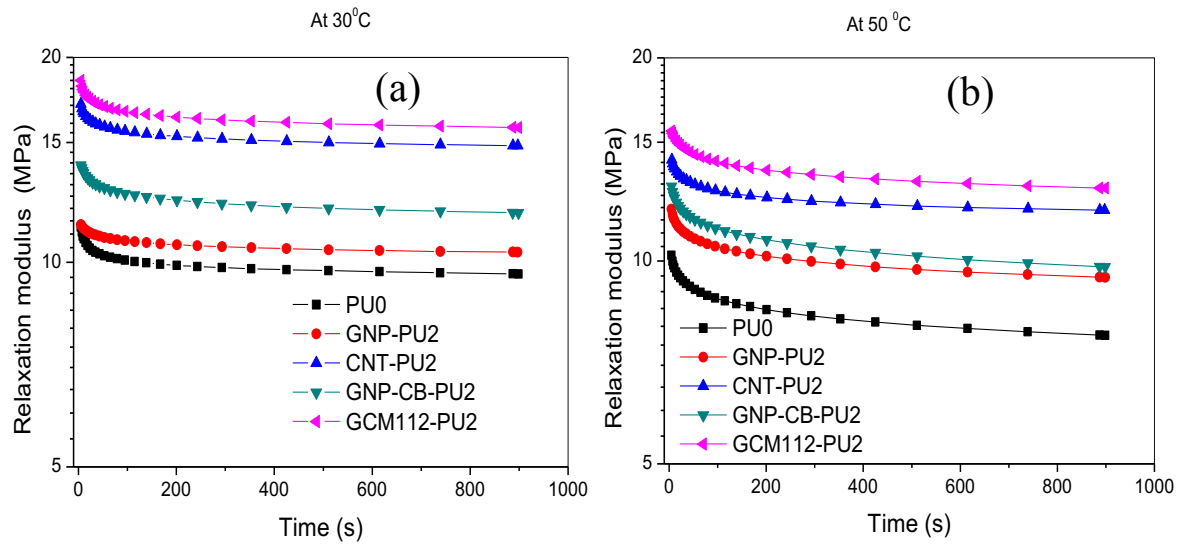 At 30⁰C
(a)
20
15
10
5
Relaxation modulus (MPa)
PU0
GNP-PU2
CNT-PU2
GNP-CB-PU2
GCM112-PU2
0 200 400 600 800 1000
Time (s)
At 50 ⁰C
(b)
20
15
10
5
Relaxation modulus (MPa)
PU0
GNP-PU2
CNT-PU2
GNP-CB-PU2
GCM112-PU2
0 200 400 600 800 1000
Time (s)